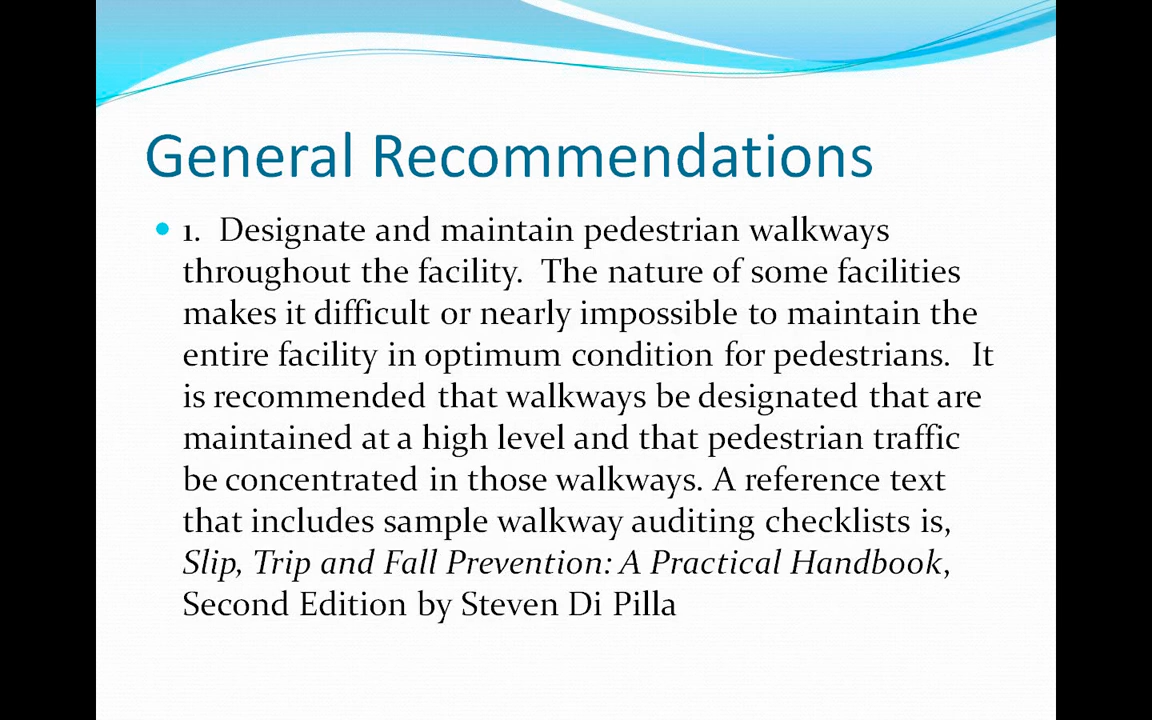 General Recommendations
• 1.  Designate and maintain pedestrian walkways
throughout the facility.  The nature of some facilities
makes it difficult or nearly impossible to maintain the
entire facility in optimum condition for pedestrians.  It
is recommended that walkways be designated that are
maintained at a high level and that pedestrian traffic
be concentrated in those walkways. A reference text
that includes sample walkway auditing checklists is,
Slip, Trip and Fall Prevention: A Practical Handbook,
Second Edition by Steven Di Pilla